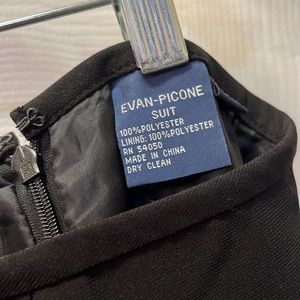 EVAN-PICONE
SUIT
100%POLYESTER
LINING: 100%POLYESTER
RN 54050
MADE IN CHINA
DRY CLEAN